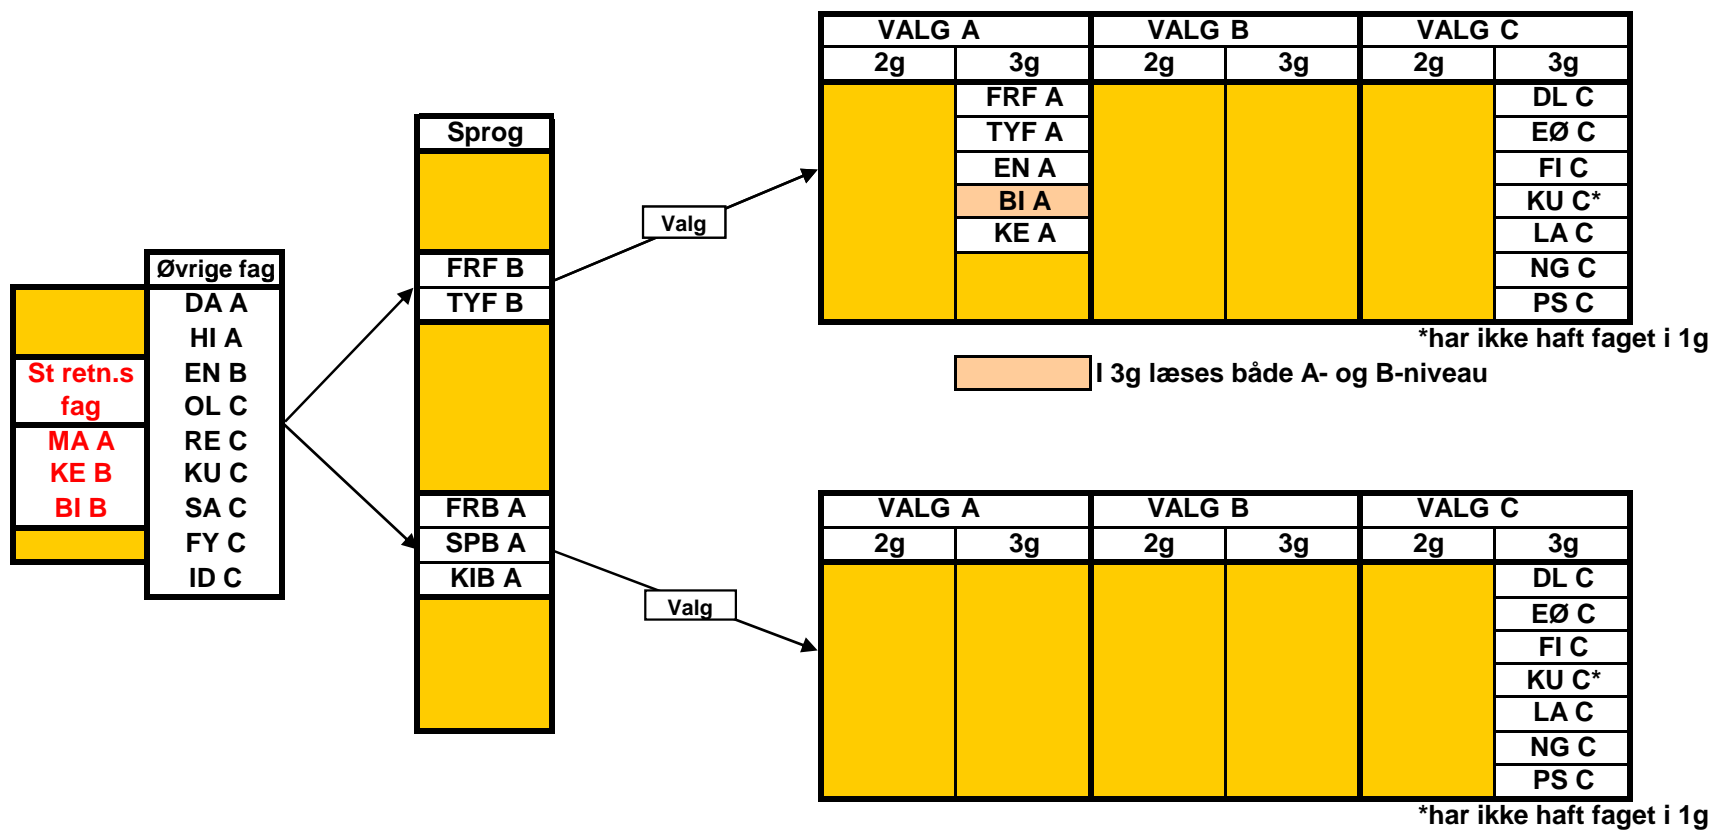 St retn.s
fag
MA A
KE B
BI B
Øvrige fag
DA A
HI A
EN B
OL C
RE C
KU C
SA C
FY C
ID C
Sprog
FRF B
TYF B
FRB A
SPB A
KIB A
Valg
VALG A VALG B VALG C
2g 3g 2g 3g 2g 3g
FRF A DL C
TYF A EØ C
EN A FI C
BI A KU C*
KE A LA C
NG C
PS C
*har ikke haft faget i 1g
I 3g læses både A- og B-niveau
Valg
VALG A VALG B VALG C
2g 3g 2g 3g 2g 3g
DL C
EØ C
FI C
KU C*
LA C
NG C
PS C
*har ikke haft faget i 1g